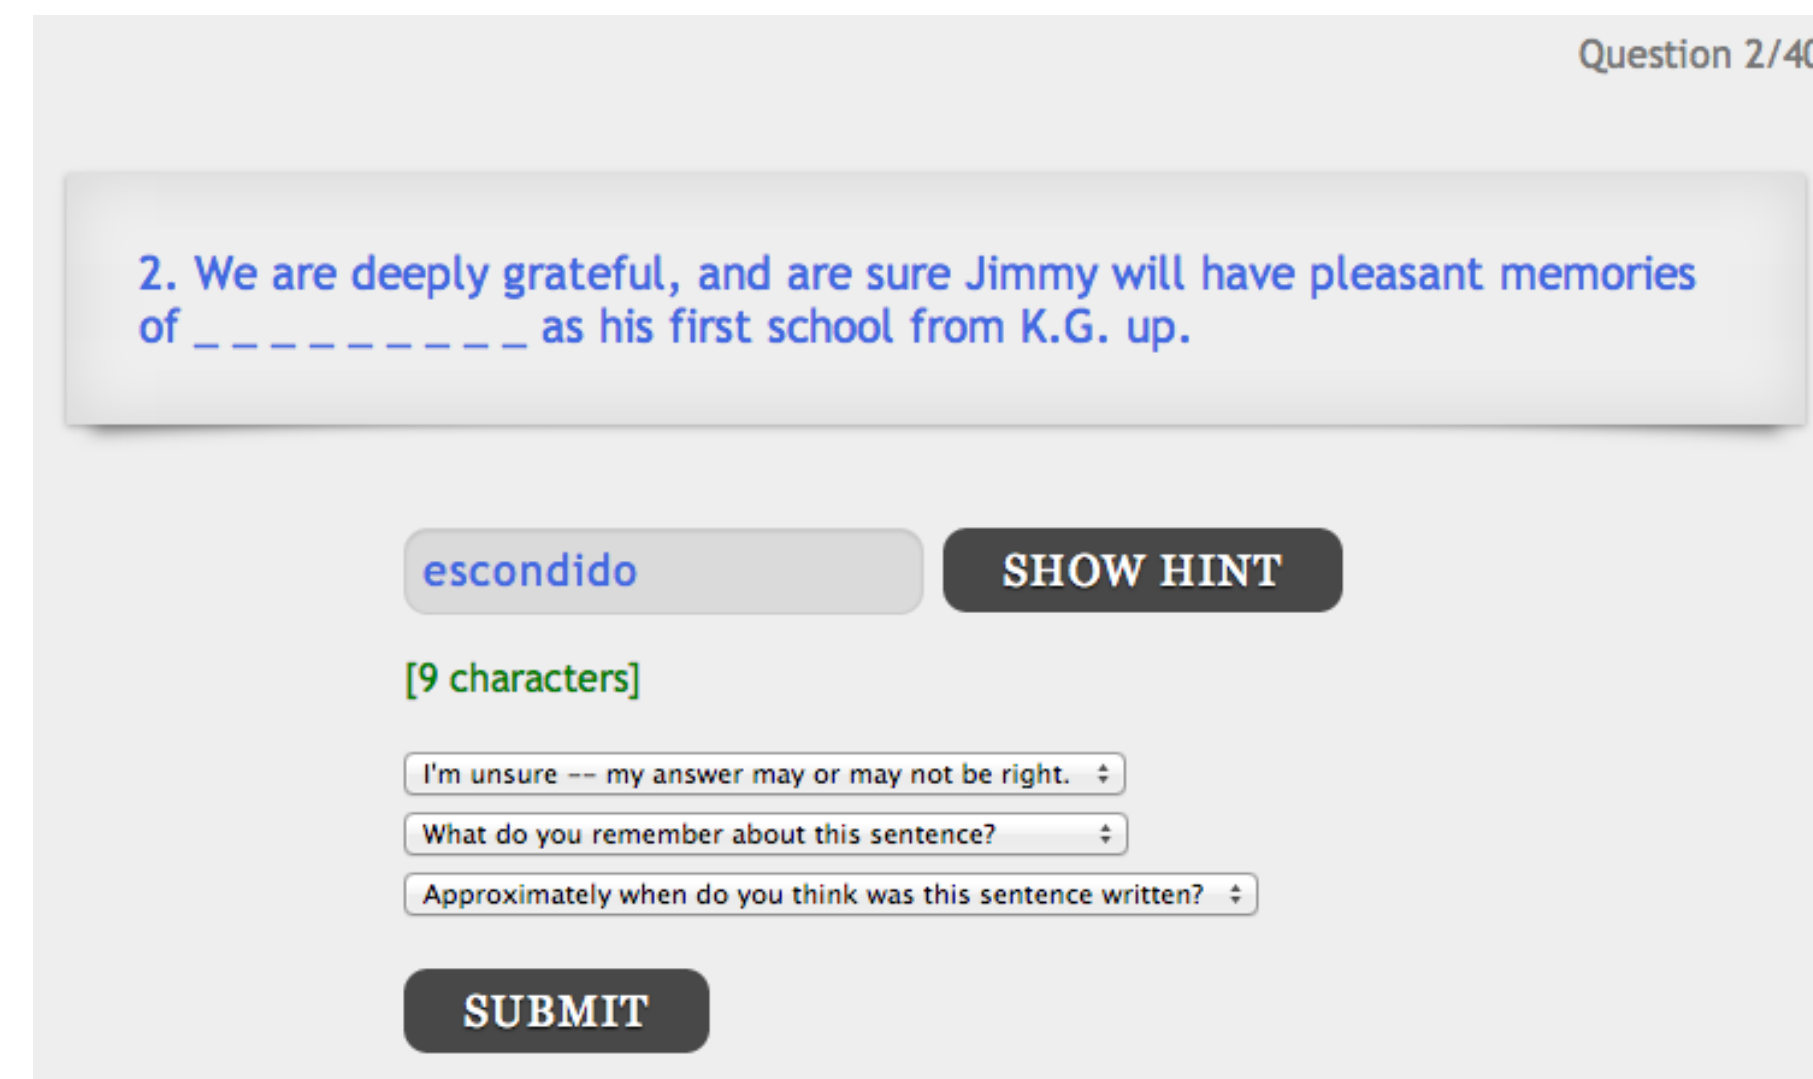 Question 2/40
2. We are deeply grateful, and are sure Jimmy will have pleasant memories
of _ _ _ _ _ _ _ _ _ as his first school from K.G. up.
escondido
SHOW HINT
[9 characters]
I'm unsure -- my answer may or may not be right.
What do you remember about this sentence?
Approximately when do you think was this sentence written?
SUBMIT